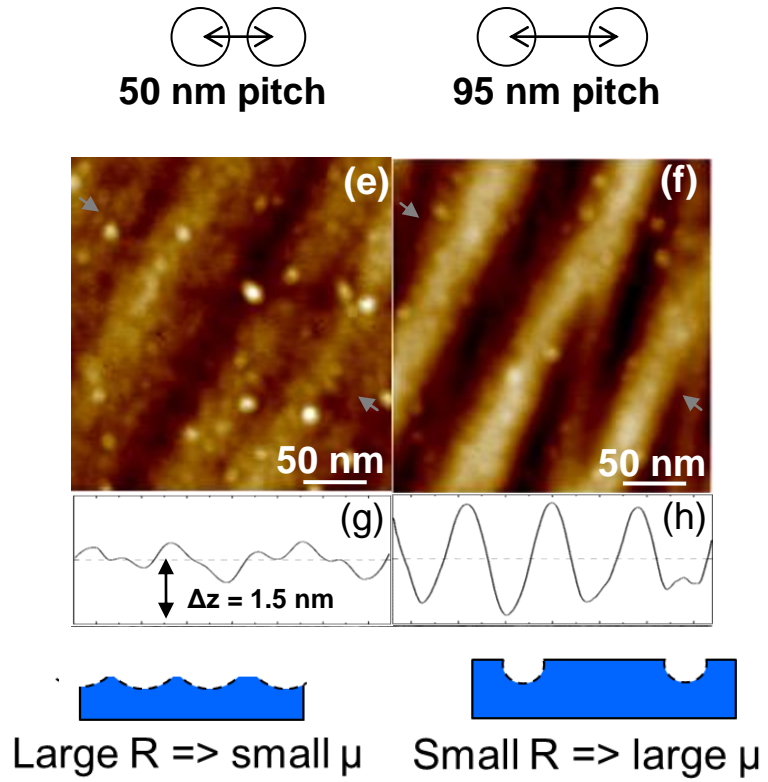 50 nm pitch
95 nm pitch
(e)
(f)
50 nm
50 nm
(g)
(h)
Δz = 1.5 nm
Large R => small μ
Small R => large μ